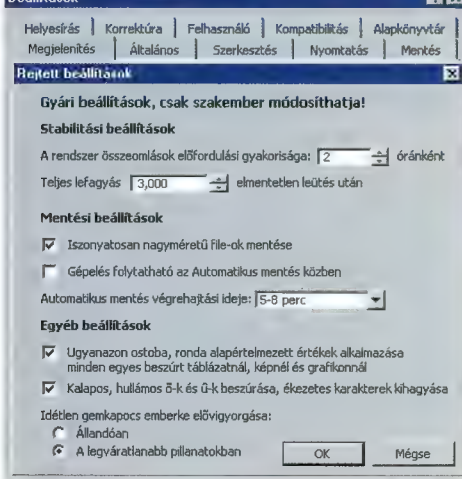 Helyesírás Korrektúra Felhasználó Kompatibilitás Alapkönyvtár
Megjelenítés Általános Szerkesztés Nyomtatás Mentés
Rejtett beállítások
Gyári beállítások, csak szakember módosíthatja!
Stabilitási beállítások
A rendszer összeomlások előfordulási gyakorisága: 2 óránként
Teljes lefagyás 3,000 elmentetlen leütés után
Mentési beállítások
Iszonyatosan nagyméretű file-ok mentése
Gépelés folytatható az Automatikus mentés közben
Automatikus mentés végrehajtási ideje: 5-8 perc
Egyéb beállítások
Ugyanazon ostoba, ronda alapértelmezett értékek alkalmazása
minden egyes beszúrt táblázatnál, képnél és grafikonnál
Kalapos, hullámos õ-k és û-k beszúrása, ékezetes karakterek kihagyása
Idétlen gemkapocs emberke elővigyorgása:
Állandóan
A legváratlanabb pillanatokban
OK Mégse